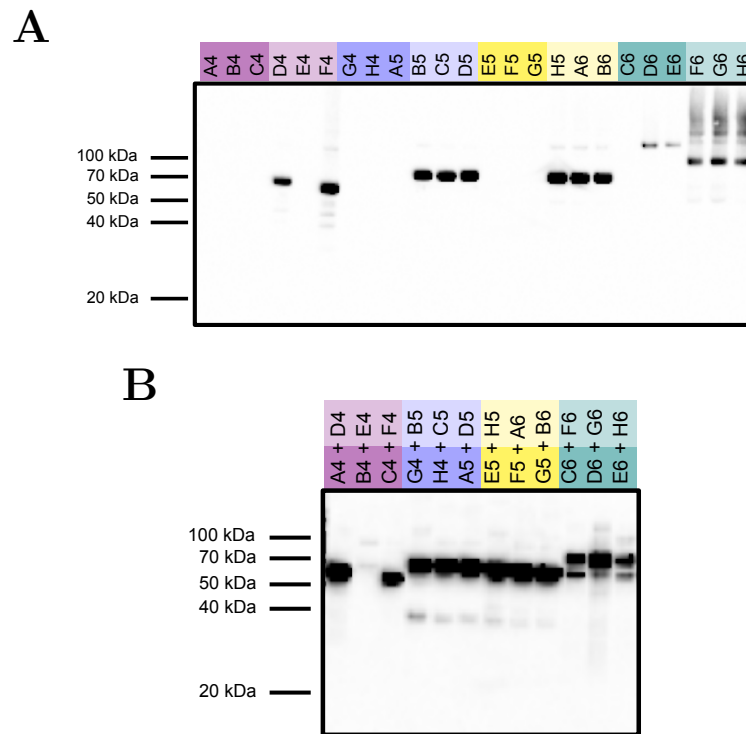 A
A4 B4 C4 D4 E4 F4 G4 H4 A5 B5 C5 D5 E5 F5 G5 H5 A6 B6 C6 D6 E6 F6 G6 H6
100 kDa
70 kDa
50 kDa
40 kDa
20 kDa
B
A4 + D4 B4 + E4 C4 + F4 G4 + B5 H4 + C5 A5 + D5 E5 + H5 F5 + A6 G5 + B6 C6 + F6 D6 + G6 E6 + H6
100 kDa
70 kDa
50 kDa
40 kDa
20 kDa